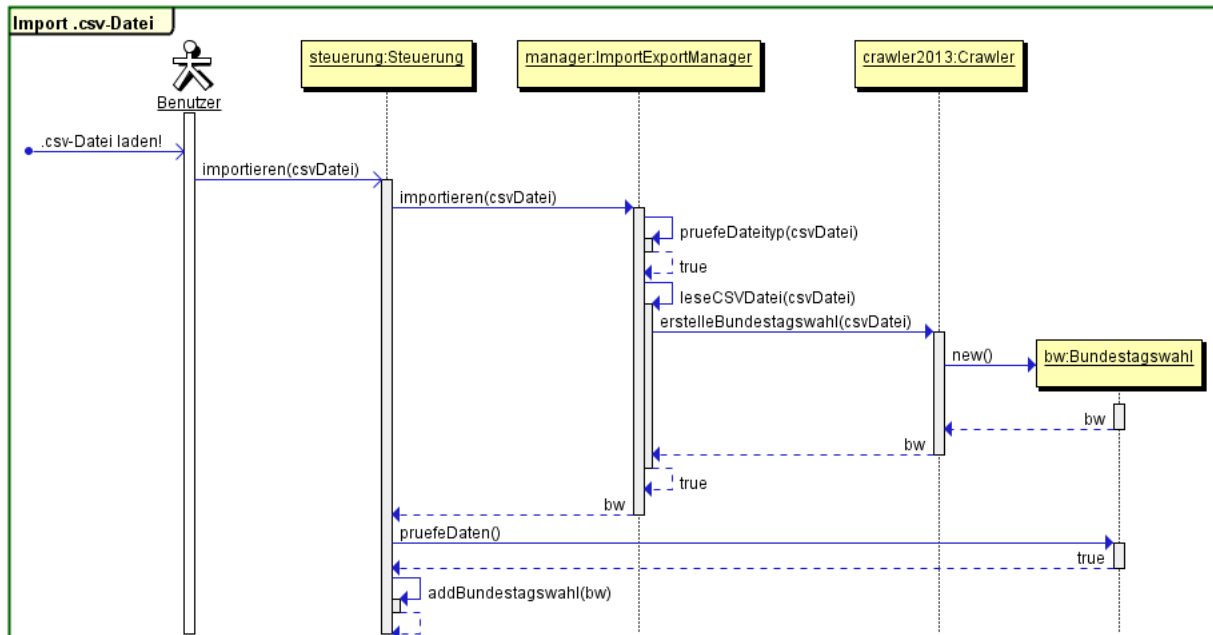 Import .csv-Datei
steuerung:Steuerung
manager:ImportExportManager
crawler2013:Crawler
Benutzer
.csv-Datei laden!
importieren(csvDatei)
importieren(csvDatei)
pruefeDateityp(csvDatei)
true
leseCSVDatei(csvDatei)
erstelleBundestagswahl(csvDatei)
new()
bw:Bundestagswahl
bw
bw
true
bw
pruefeDaten()
true
addBundestagswahl(bw)